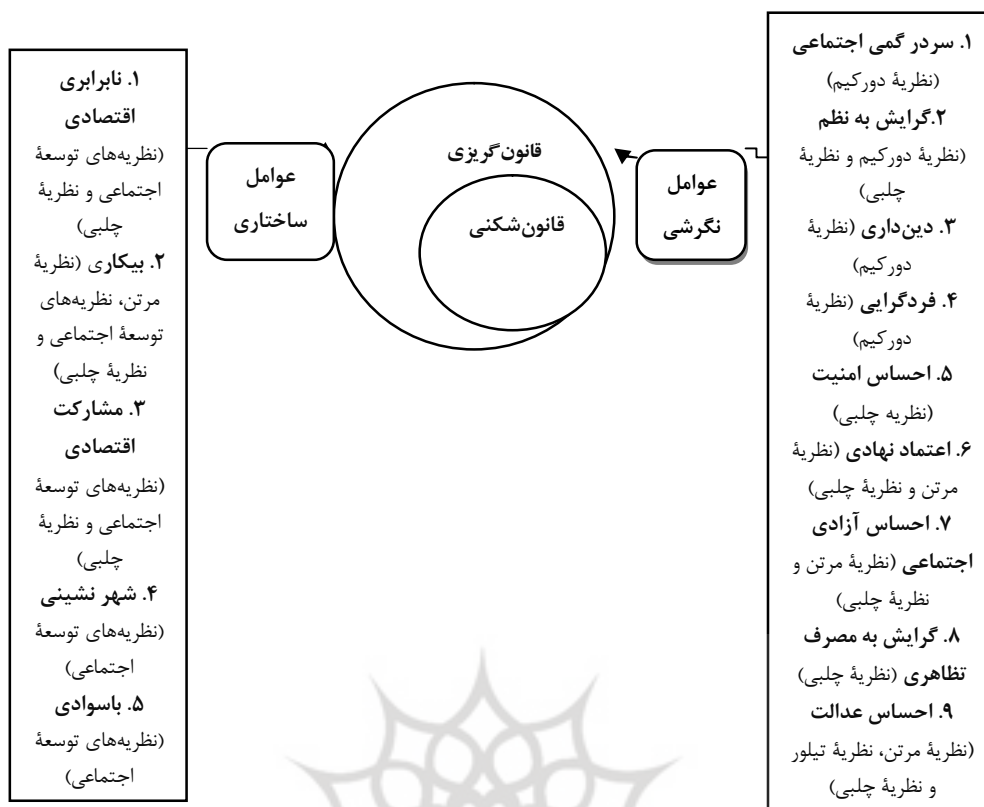 ۱. سردر گمی اجتماعی
(نظریهٔ دورکیم)
۲.گرایش به نظم
(نظریهٔ دورکیم و نظریهٔ
چلبی)
۳. دین‌داری (نظریهٔ
دورکیم)
۴. فردگرایی (نظریهٔ
دورکیم)
۵. احساس امنیت
(نظریه چلبی)
۶. اعتماد نهادی (نظریهٔ
مرتن و نظریهٔ چلبی)
۷. احساس آزادی
اجتماعی (نظریهٔ مرتن و
نظریهٔ چلبی)
۸. گرایش به مصرف
تظاهری (نظریهٔ چلبی)
۹. احساس عدالت
(نظریهٔ مرتن، نظریهٔ تیلور
و نظریهٔ چلبی)
عوامل
نگرشی
قانون‌گریزی
قانون‌شکنی
عوامل
ساختاری
۱. نابرابری
اقتصادی
(نظریه‌های توسعهٔ
اجتماعی و نظریهٔ
چلبی)
۲. بیکاری (نظریهٔ
مرتن، نظریه‌های
توسعهٔ اجتماعی و
نظریهٔ چلبی)
۳. مشارکت
اقتصادی
(نظریه‌های توسعهٔ
اجتماعی و نظریهٔ
چلبی)
۴. شهر نشینی
(نظریه‌های توسعهٔ
اجتماعی)
۵. باسوادی
(نظریه‌های توسعهٔ
اجتماعی)